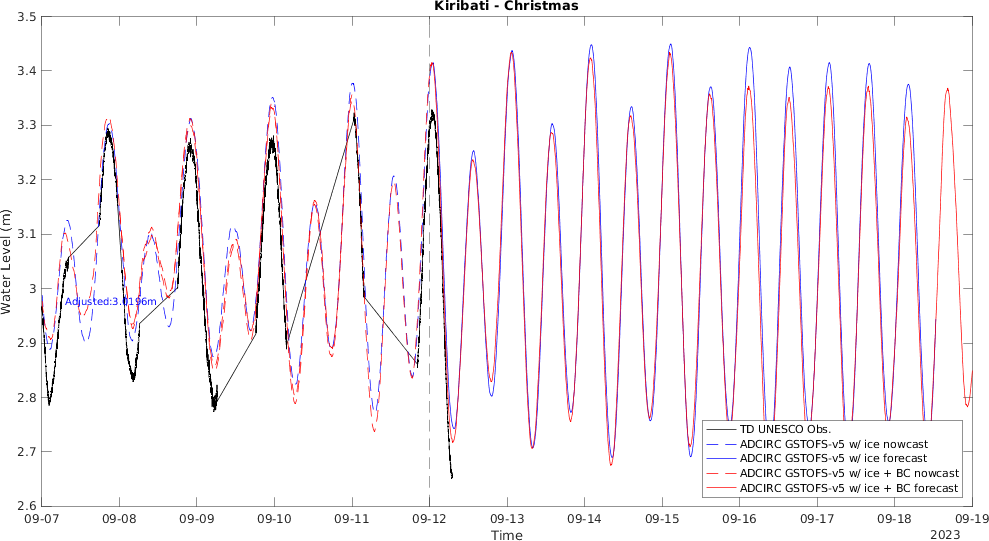 Kiribati - Christmas
Water Level (m)
3.5
3.4
3.3
3.2
3.1
3
2.9
2.8
2.7
2.6
Adjusted:3.0196m
TD UNESCO Obs.
ADCIRC GSTOFS-v5 w/ ice nowcast
ADCIRC GSTOFS-v5 w/ ice forecast
ADCIRC GSTOFS-v5 w/ ice + BC nowcast
ADCIRC GSTOFS-v5 w/ ice + BC forecast
09-07 09-08 09-09 09-10 09-11 09-12 09-13 09-14 09-15 09-16 09-17 09-18 09-19
Time
2023